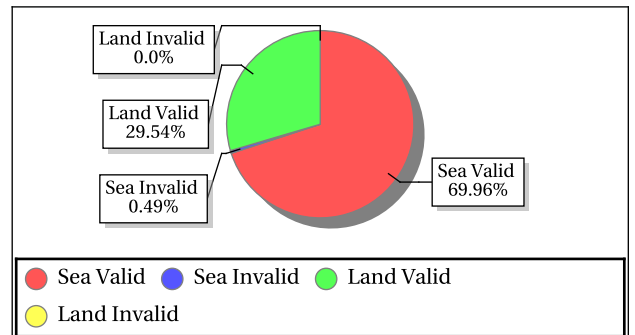 Land Invalid
0.0%
Land Valid
29.54%
Sea Invalid
0.49%
Sea Valid
69.96%
Sea Valid Sea Invalid Land Valid
Land Invalid